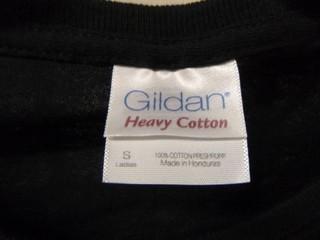 Gildan®
Heavy Cotton
S
Ladies
100% COTTON PRESHRUNK
Made in Honduras